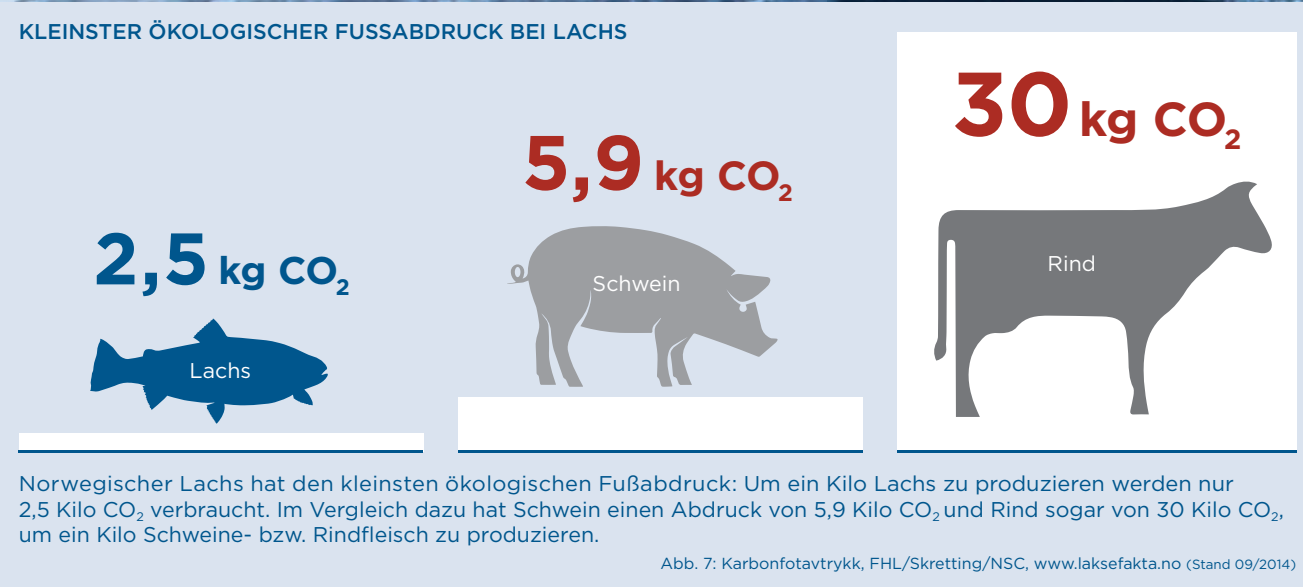 KLEINSTER ÖKOLOGISCHER FUSSABDRUCK BEI LACHS
30 kg CO₂
5,9 kg CO₂
2,5 kg CO₂
Rind
Schwein
Lachs
Norwegischer Lachs hat den kleinsten ökologischen Fußabdruck: Um ein Kilo Lachs zu produzieren werden nur
2,5 Kilo CO₂ verbraucht. Im Vergleich dazu hat Schwein einen Abdruck von 5,9 Kilo CO₂ und Rind sogar von 30 Kilo CO₂,
um ein Kilo Schweine- bzw. Rindfleisch zu produzieren.
Abb. 7: Karbonfotavtrykk, FHL/Skretting/NSC, www.laksefakta.no (Stand 09/2014)